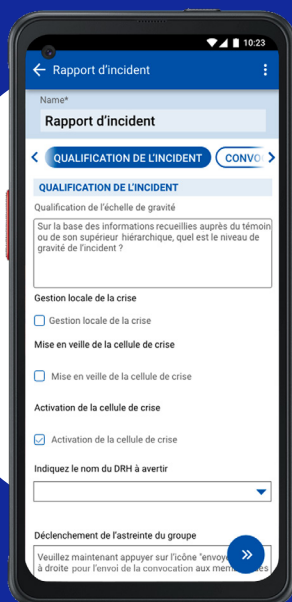 10:23
Rapport d'incident
Name*
Rapport d'incident
QUALIFICATION DE L'INCIDENT
CONVO
QUALIFICATION DE L'INCIDENT
Qualification de l'échelle de gravité
Sur la base des informations recueillies auprès du témoin
ou de son supérieur hiérarchique, quel est le niveau de
gravité de l'incident ?
Gestion locale de la crise
Gestion locale de la crise
Mise en veille de la cellule de crise
Mise en veille de la cellule de crise
Activation de la cellule de crise
Activation de la cellule de crise
Indiquez le nom du DRH à avertir
Déclenchement de l'astreinte du groupe
Veuillez maintenant appuyer sur l'icône "envoye
à droite pour l'envoi de la convocation aux mem